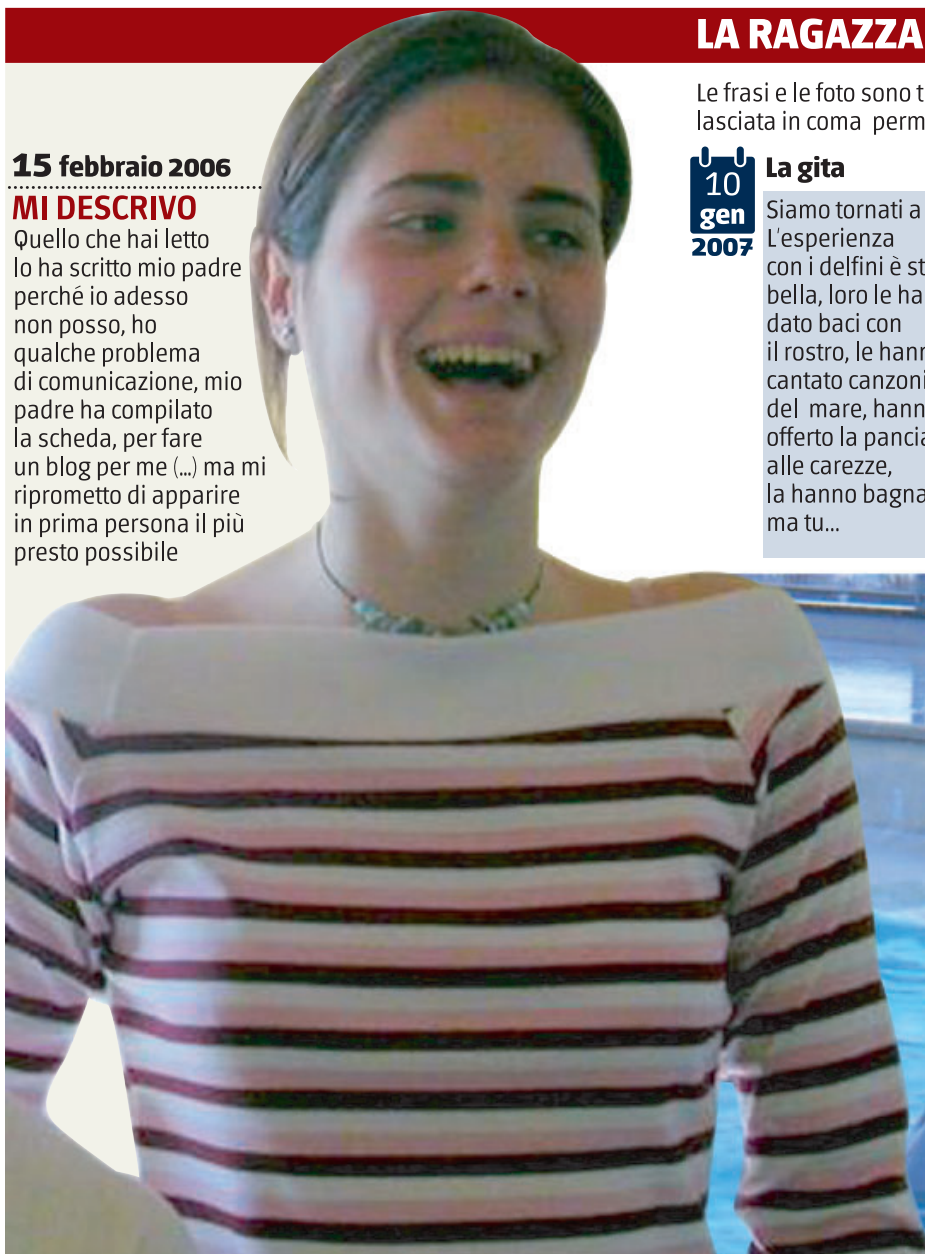 LA RAGAZZA
Le frasi e le foto sono
lasciata in coma
15 febbraio 2006
MI DESCRIVO
Quello che hai letto
lo ha scritto mio padre
perché io adesso
non posso, ho
qualche problema
di comunicazione, mio
padre ha compilato
la scheda, per fare
un blog per me (...) ma mi
riprometto di apparire
in prima persona il più
presto possibile
10
gen
2007
La gita
Siamo tornati a
L'esperienza
con i delfini è
bella, loro le
dato baci con
il rostro, le
cantato canzoni
del mare,
offerto la pancia
alle carezze,
la hanno
ma tu...